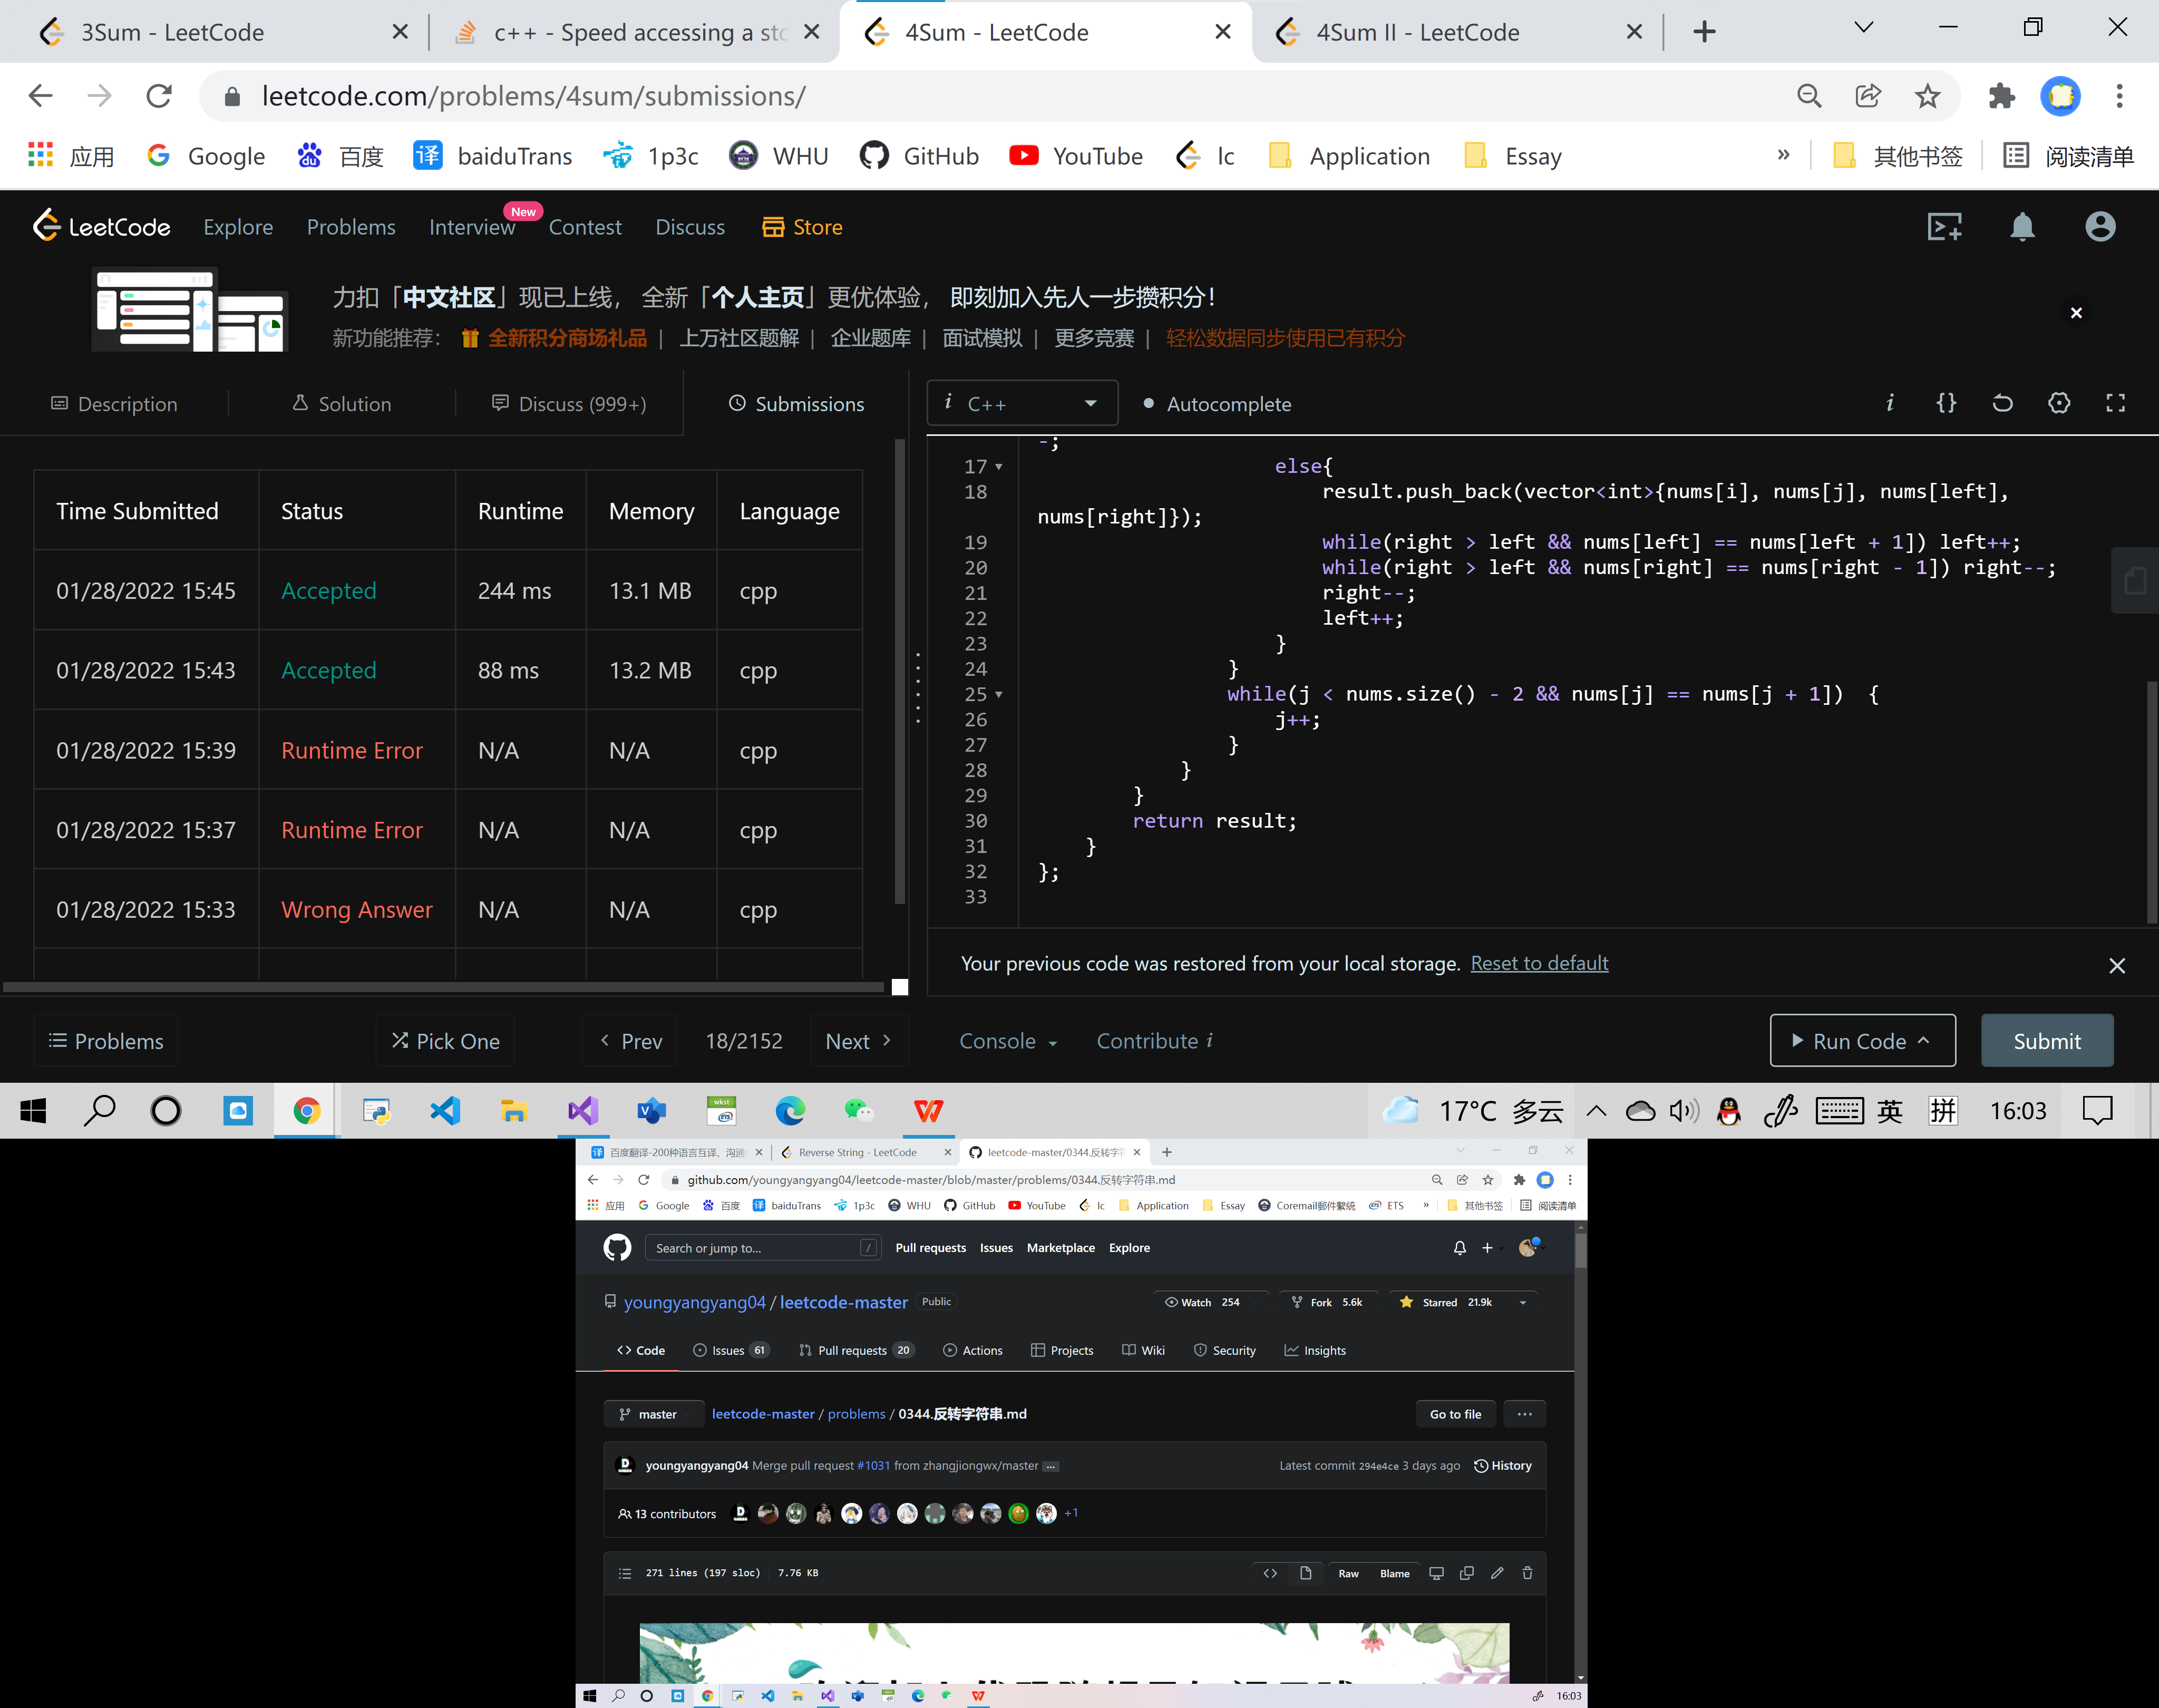 3Sum - LeetCode
c++ - Speed accessing a sto
4Sum - LeetCode
4Sum II - LeetCode
leetcode.com/problems/4sum/submissions/
应用 Google 百度 译 baiduTrans 1p3c WHU GitHub YouTube lc Application Essay » 其他书签 阅读清单
LeetCode Explore Problems Interview New Contest Discuss Store
力扣「中文社区」现已上线，全新「个人主页」更优体验，即刻加入先人一步攒积分！
新功能推荐： 全新积分商场礼品 | 上万社区题解 | 企业题库 | 面试模拟 | 更多竞赛 | 轻松数据同步使用已有积分
Description Solution Discuss (999+) Submissions
Time Submitted Status Runtime Memory Language
01/28/2022 15:45 Accepted 244 ms 13.1 MB cpp
01/28/2022 15:43 Accepted 88 ms 13.2 MB cpp
01/28/2022 15:39 Runtime Error N/A N/A cpp
01/28/2022 15:37 Runtime Error N/A N/A cpp
01/28/2022 15:33 Wrong Answer N/A N/A cpp
i C++ Autocomplete i {}
-;
17 else{
18 result.push_back(vector<int>{nums[i], nums[j], nums[left],
nums[right]});
19 while(right > left && nums[left] == nums[left + 1]) left++;
20 while(right > left && nums[right] == nums[right - 1]) right--;
21 right--;
22 left++;
23 }
24 }
25 while(j < nums.size() - 2 && nums[j] == nums[j + 1])  {
26 j++;
27 }
28 }
29 }
30 return result;
31 }
32 };
33
Your previous code was restored from your local storage. Reset to default
Problems Pick One Prev 18/2152 Next Console Contribute i Run Code Submit
wkst ETS 17°C 多云 英 拼 16:03
译 百度翻译-200种语言互译、沟通 Reverse String - LeetCode leetcode-master/0344.反转字符
github.com/youngyangyang04/leetcode-master/blob/master/problems/0344.反转字符串.md
应用 Google 百度 译 baiduTrans 1p3c WHU GitHub YouTube lc Application Essay Coremail郵件繫統 ETS » 其他书签 阅读清单
Search or jump to... / Pull requests Issues Marketplace Explore
youngyangyang04 / leetcode-master Public Watch 254 Fork 5.6k Starred 21.9k
Code Issues 61 Pull requests 20 Actions Projects Wiki Security Insights
master leetcode-master / problems / 0344.反转字符串.md Go to file ...
youngyangyang04 Merge pull request #1031 from zhangjiongwx/master ... Latest commit 294e4ce 3 days ago History
13 contributors +1
271 lines (197 sloc) 7.76 KB Raw Blame
16:03